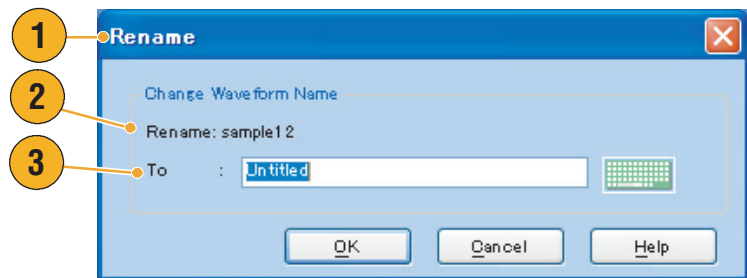 1
Rename
2
Change Waveform Name
Rename: sample12
3
To : Untitled
OK Cancel Help